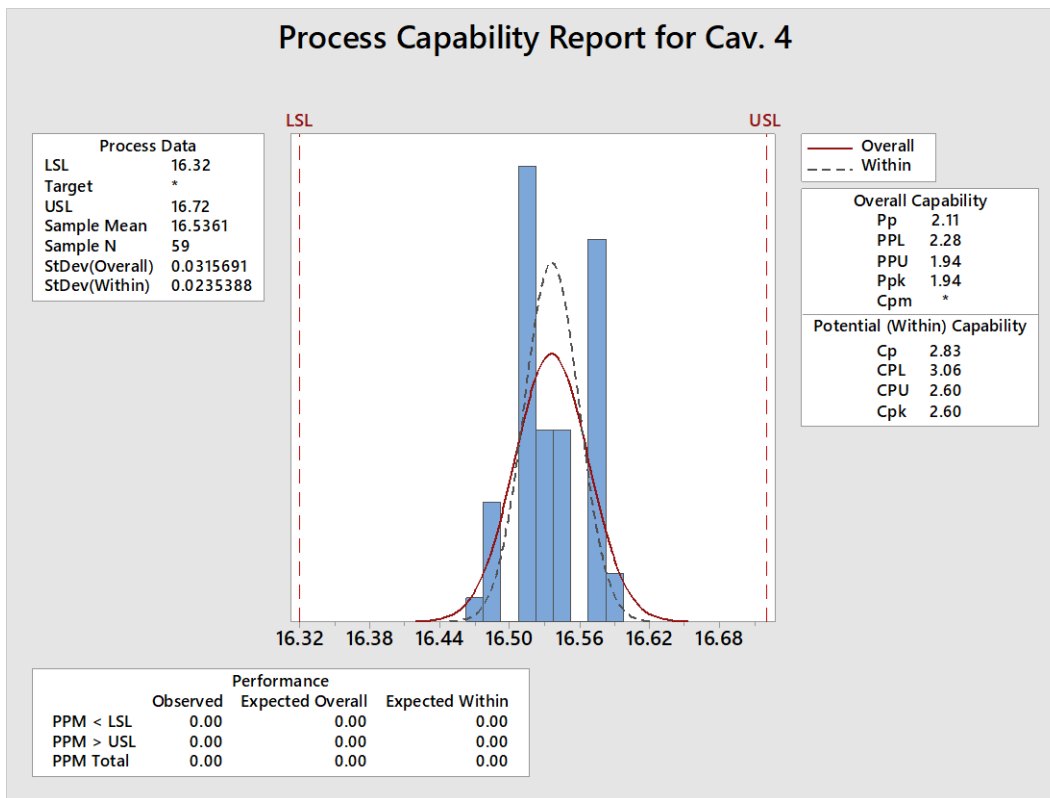 Process Capability Report for Cav. 4
LSL USL
Process Data
LSL 16.32
Target *
USL 16.72
Sample Mean 16.5361
Sample N 59
StDev(Overall) 0.0315691
StDev(Within) 0.0235388
Overall
Within
Overall Capability
Pp 2.11
PPL 2.28
PPU 1.94
Ppk 1.94
Cpm *
Potential (Within) Capability
Cp 2.83
CPL 3.06
CPU 2.60
Cpk 2.60
16.32 16.38 16.44 16.50 16.56 16.62 16.68
Performance
Observed Expected Overall Expected Within
PPM < LSL 0.00 0.00 0.00
PPM > USL 0.00 0.00 0.00
PPM Total 0.00 0.00 0.00